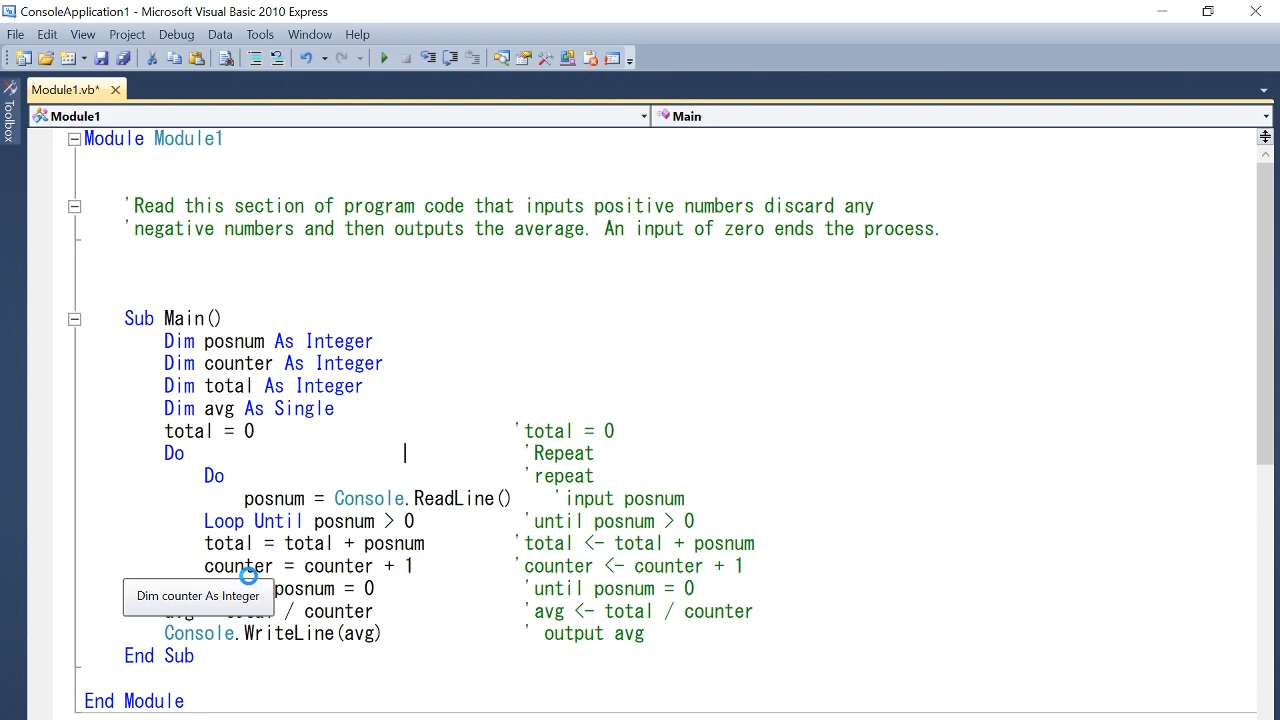 ConsoleApplication1 - Microsoft Visual Basic 2010 Express
File Edit View Project Debug Data Tools Window Help
Toolbox
Module1.vb*
Module1 Main
Module Module1
'Read this section of program code that inputs positive numbers discard any
'negative numbers and then outputs the average. An input of zero ends the process.
Sub Main()
Dim posnum As Integer
Dim counter As Integer
Dim total As Integer
Dim avg As Single
total = 0 'total = 0
Do 'Repeat
Do 'repeat
posnum = Console.ReadLine() 'input posnum
Loop Until posnum > 0 'until posnum > 0
total = total + posnum 'total <- total + posnum
counter = counter + 1 'counter <- counter + 1
posnum = 0 'until posnum = 0
Dim counter As Integer
/ counter 'avg <- total / counter
Console.WriteLine(avg) ' output avg
End Sub
End Module